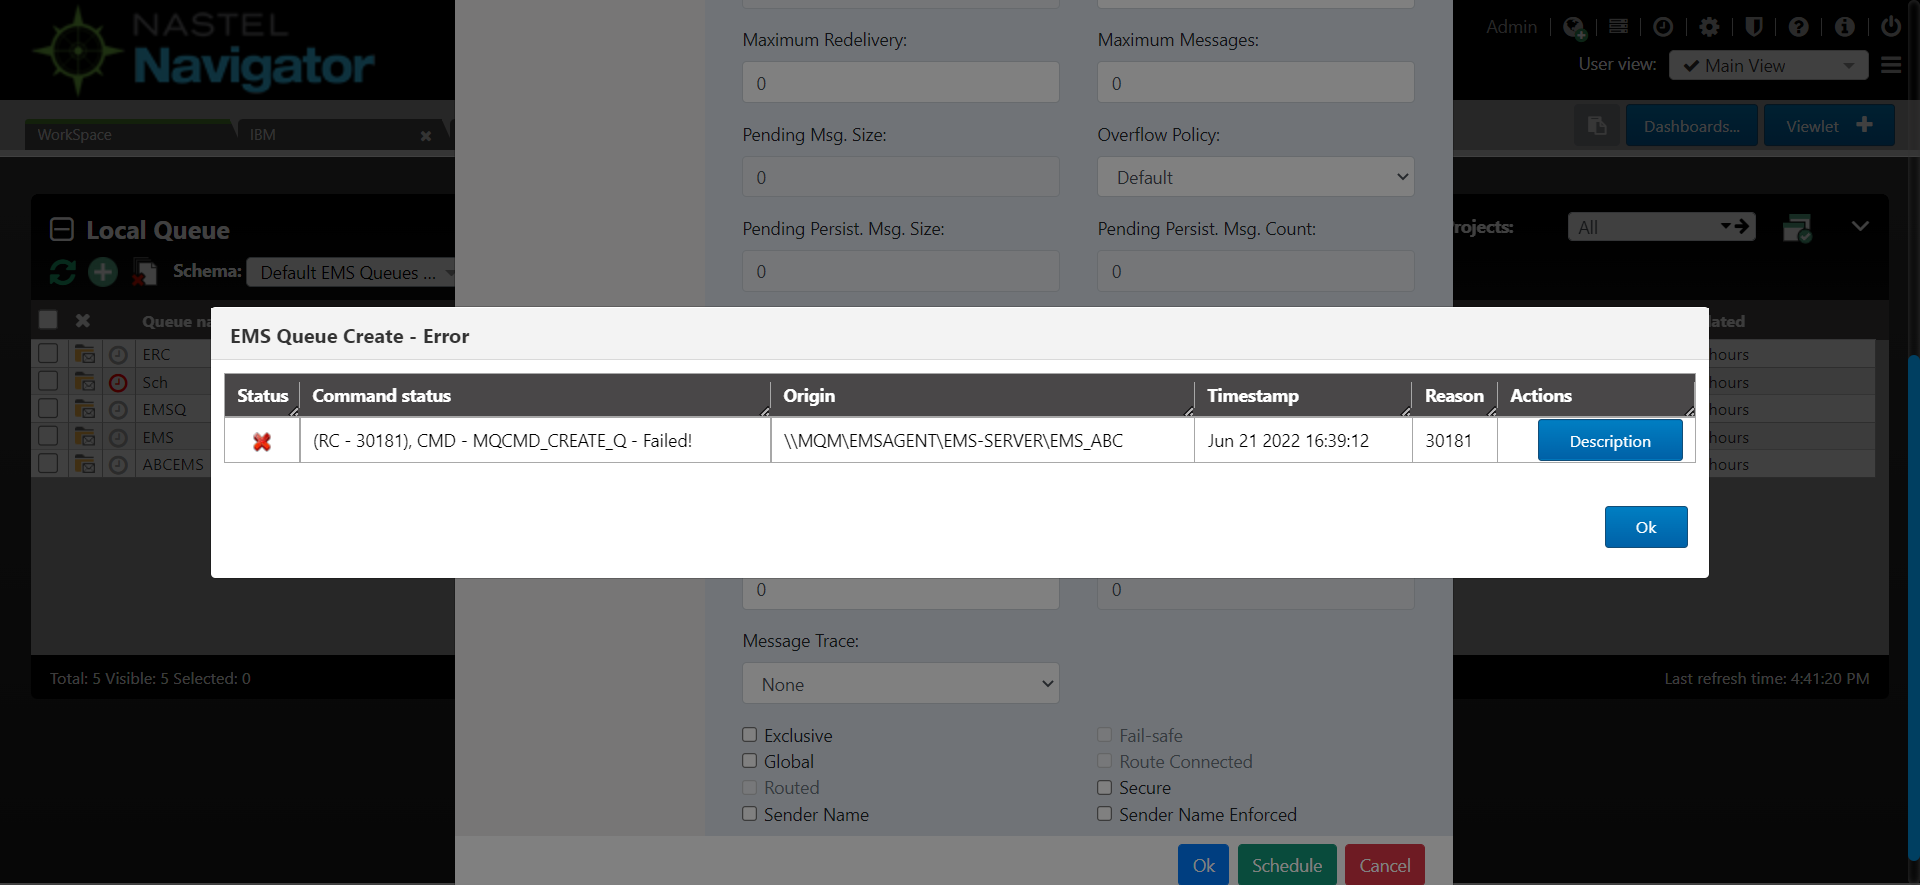 NASTEL
Navigator
Admin
User view: Main View
WorkSpace
IBM
Dashboards...
Viewlet
Maximum Redelivery:
Maximum Messages:
0
0
Pending Msg. Size:
Overflow Policy:
0
Default
Pending Persist. Msg. Size:
Pending Persist. Msg. Count:
0
0
Local Queue
rojects:
All
Schema: Default EMS Queues ...
Queue na
ated
ERC
hours
Sch
hours
EMSQ
hours
EMS
hours
ABCEMS
hours
EMS Queue Create - Error
Status Command status Origin Timestamp Reason Actions
(RC - 30181), CMD - MQCMD_CREATE_Q - Failed! \\MQM\EMSAGENT\EMS-SERVER\EMS_ABC Jun 21 2022 16:39:12 30181 Description
Ok
0
0
Message Trace:
None
Exclusive
Fail-safe
Global
Route Connected
Routed
Secure
Sender Name
Sender Name Enforced
Total: 5 Visible: 5 Selected: 0
Last refresh time: 4:41:20 PM
Ok
Schedule
Cancel